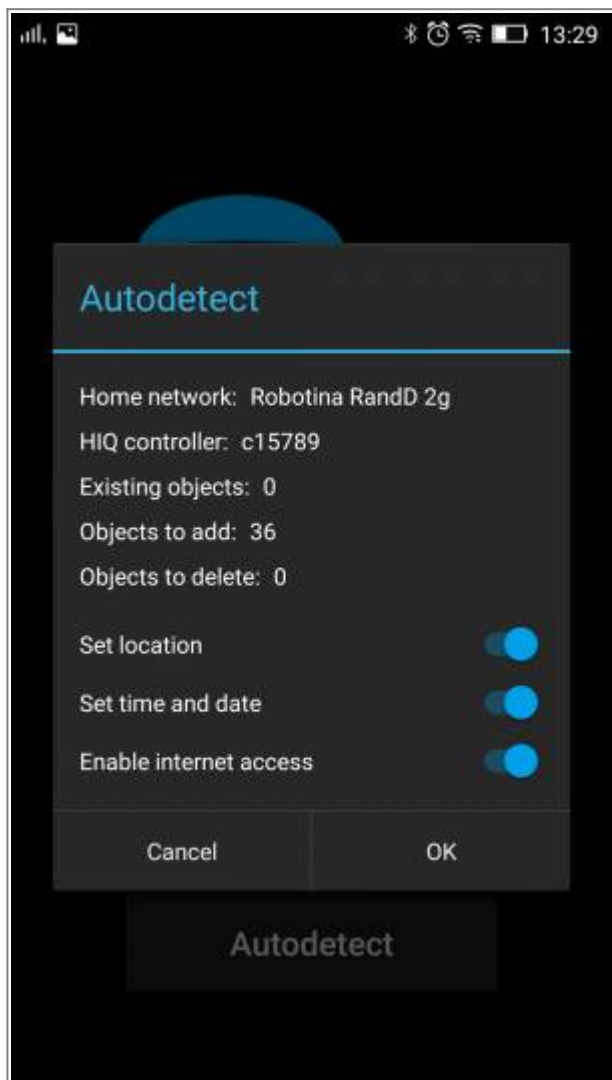 13:29
Autodetect
Home network: Robotina RandD 2g
HIQ controller: c15789
Existing objects: 0
Objects to add: 36
Objects to delete: 0
Set location
Set time and date
Enable internet access
Cancel OK
Autodetect